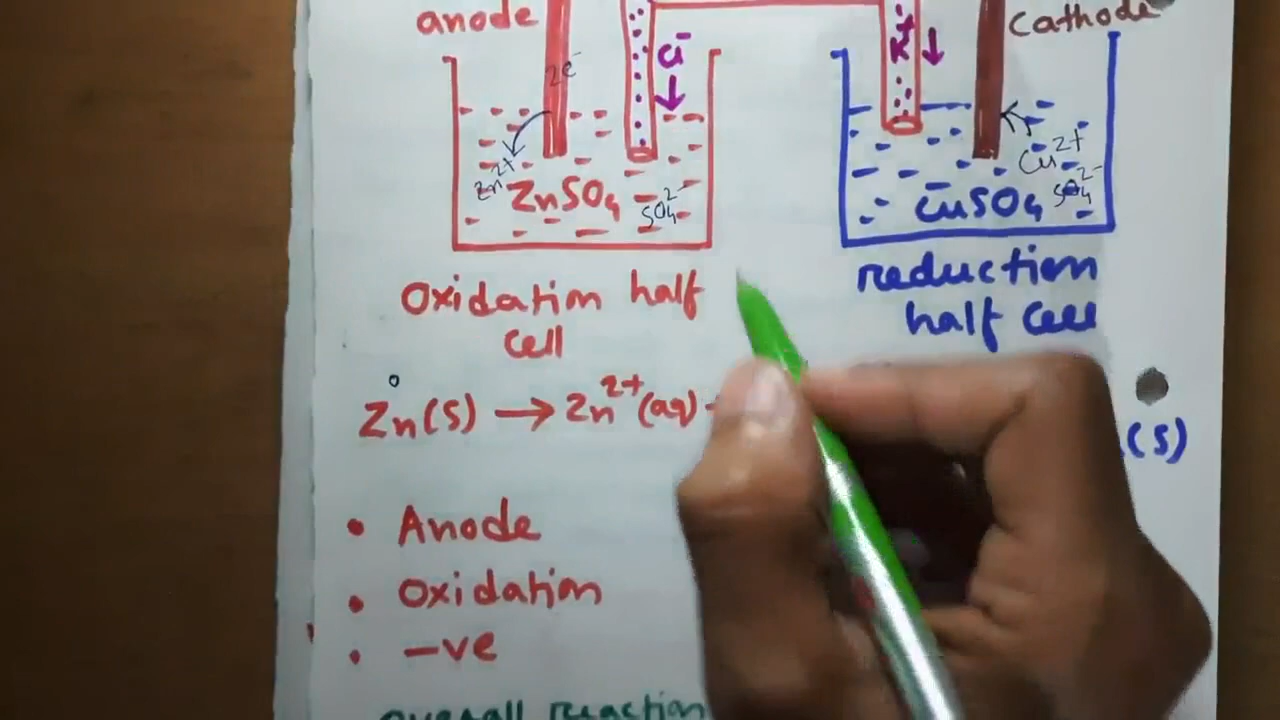 anode
cathode
2e⁻
Cl⁻
K⁺
Zn²⁺
ZnSO₄
SO₄²⁻
Cu²⁺
CuSO₄
SO₄²⁻
Oxidation half
cell
reduction
half cell
0
Zn(s) → Zn²⁺(aq)
(s)
• Anode
• Oxidation
• -ve
overall reaction